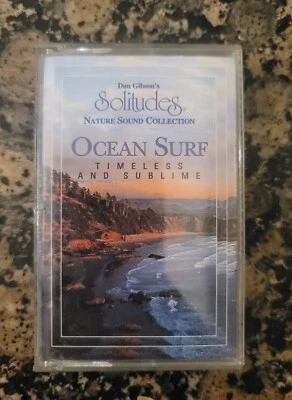 Dan Gibson's
Solitudes®
NATURE SOUND COLLECTION
OCEAN SURF
TIMELESS
AND SUBLIME